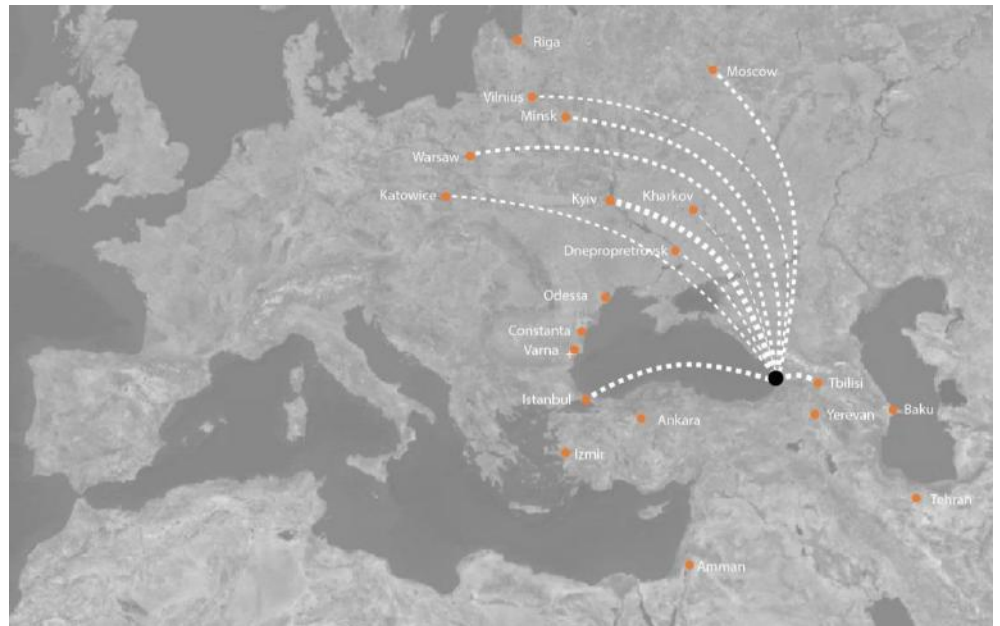 Riga
Moscow
Vilnius
Minsk
Warsaw
Katowice
Kyiv
Kharkov
Dnepropretrovsk
Odessa
Constanta
Varna
Istanbul
Tbilisi
Ankara
Yerevan
Baku
Izmir
Tehran
Amman